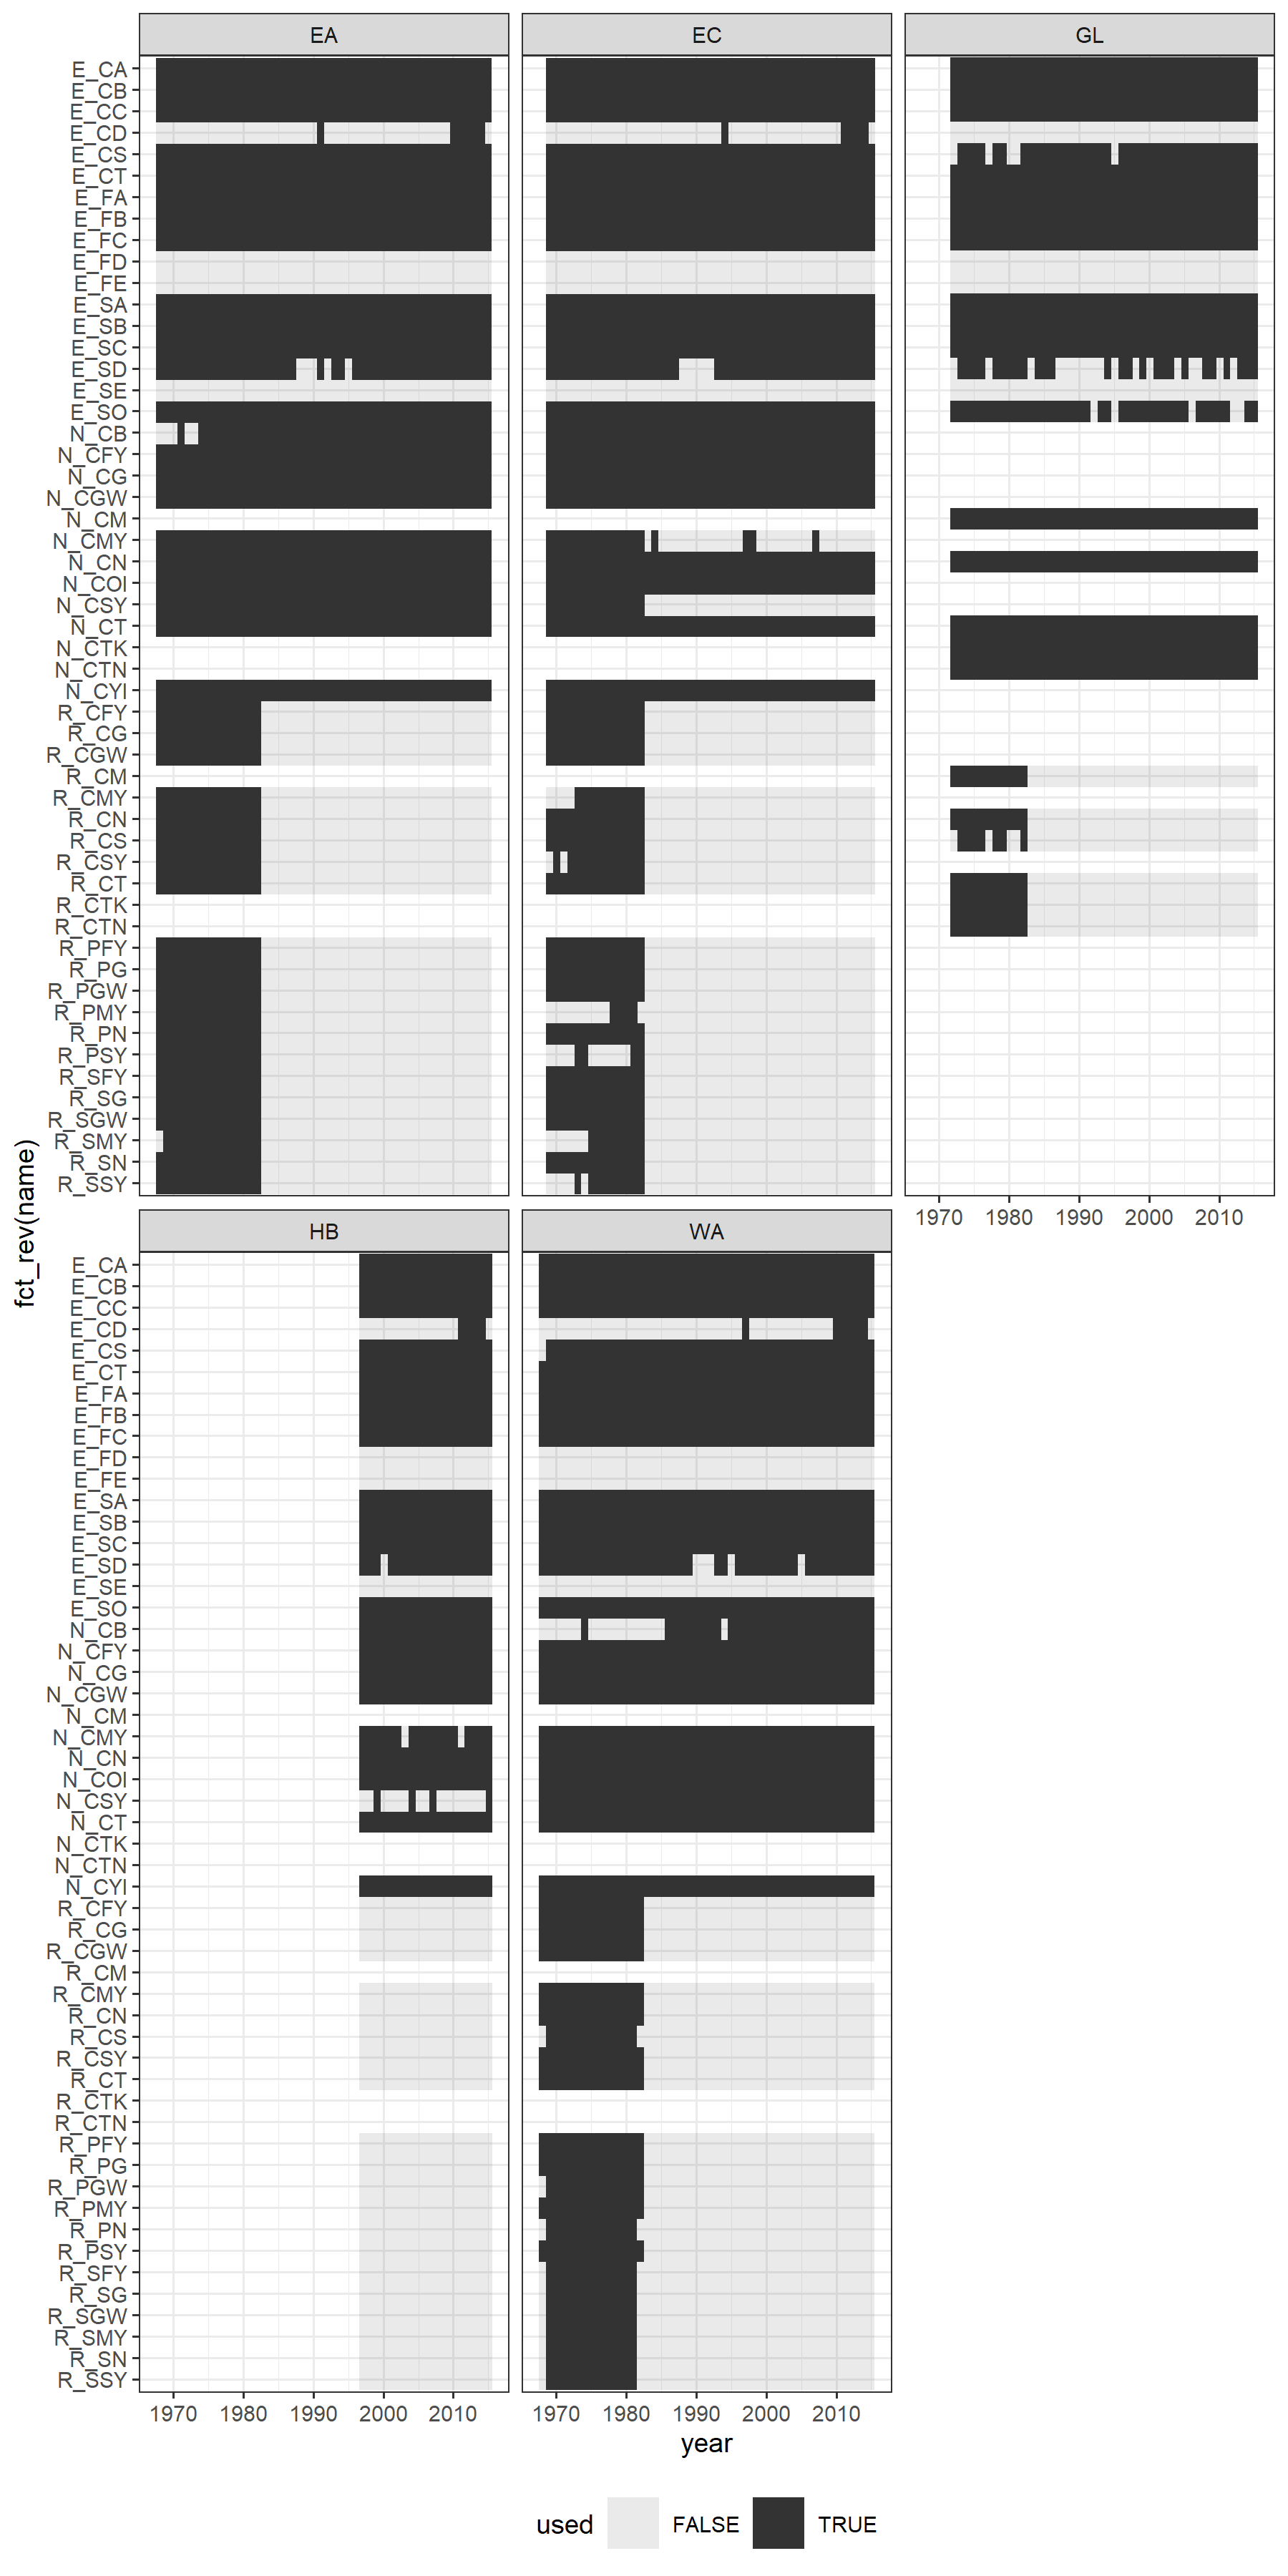 EA EC GL
E_CA
E_CB
E_CC
E_CD
E_CS
E_CT
E_FA
E_FB
E_FC
E_FD
E_FE
E_SA
E_SB
E_SC
E_SD
E_SE
E_SO
N_CB
N_CFY
N_CG
N_CGW
N_CM
N_CMY
N_CN
N_COI
N_CSY
N_CT
N_CTK
N_CTN
N_CYI
R_CFY
R_CG
R_CGW
R_CM
R_CMY
R_CN
R_CS
R_CSY
R_CT
R_CTK
R_CTN
R_PFY
R_PG
R_PGW
R_PMY
R_PN
R_PSY
R_SFY
R_SG
R_SGW
R_SMY
R_SN
R_SSY
1970 1980 1990 2000 2010
fct_rev(name)
HB WA
E_CA
E_CB
E_CC
E_CD
E_CS
E_CT
E_FA
E_FB
E_FC
E_FD
E_FE
E_SA
E_SB
E_SC
E_SD
E_SE
E_SO
N_CB
N_CFY
N_CG
N_CGW
N_CM
N_CMY
N_CN
N_COI
N_CSY
N_CT
N_CTK
N_CTN
N_CYI
R_CFY
R_CG
R_CGW
R_CM
R_CMY
R_CN
R_CS
R_CSY
R_CT
R_CTK
R_CTN
R_PFY
R_PG
R_PGW
R_PMY
R_PN
R_PSY
R_SFY
R_SG
R_SGW
R_SMY
R_SN
R_SSY
1970 1980 1990 2000 2010 1970 1980 1990 2000 2010
year
used FALSE TRUE